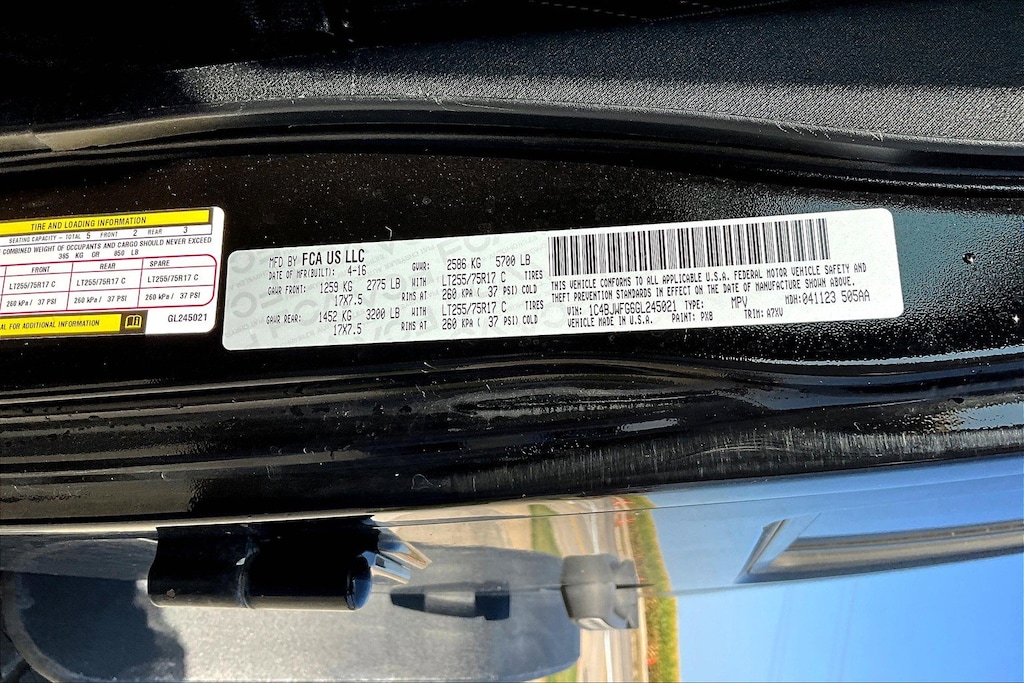 TIRE AND LOADING INFORMATION
SEATING CAPACITY - TOTAL 5 FRONT 2 REAR 3
COMBINED WEIGHT OF OCCUPANTS AND CARGO SHOULD NEVER EXCEED
385 KG OR 850 LB
FRONT REAR SPARE
LT255/75R17 C LT255/75R17 C LT255/75R17 C
260 kPa / 37 PSI 260 kPa / 37 PSI 260 kPa / 37 PSI
FOR ADDITIONAL INFORMATION
GL245021
MFD BY FCA US LLC
DATE OF MFR(BUILT): 4-16 GVWR: 2586 KG 5700 LB
GAWR FRONT: 1259 KG 2775 LB WITH LT255/75R17 C TIRES
17X7.5 RIMS AT 260 KPA ( 37 PSI) COLD
GAWR REAR: 1452 KG 3200 LB WITH LT255/75R17 C TIRES
17X7.5 RIMS AT 260 KPA ( 37 PSI) COLD
THIS VEHICLE CONFORMS TO ALL APPLICABLE U.S.A. FEDERAL MOTOR VEHICLE SAFETY AND
THEFT PREVENTION STANDARDS IN EFFECT ON THE DATE OF MANUFACTURE SHOWN ABOVE.
VIN: 1C4BJWFG6GL245021 TYPE: MPV MDH: 041123 505AA
VEHICLE MADE IN U.S.A. PAINT: PX8 TRIM: A7XV